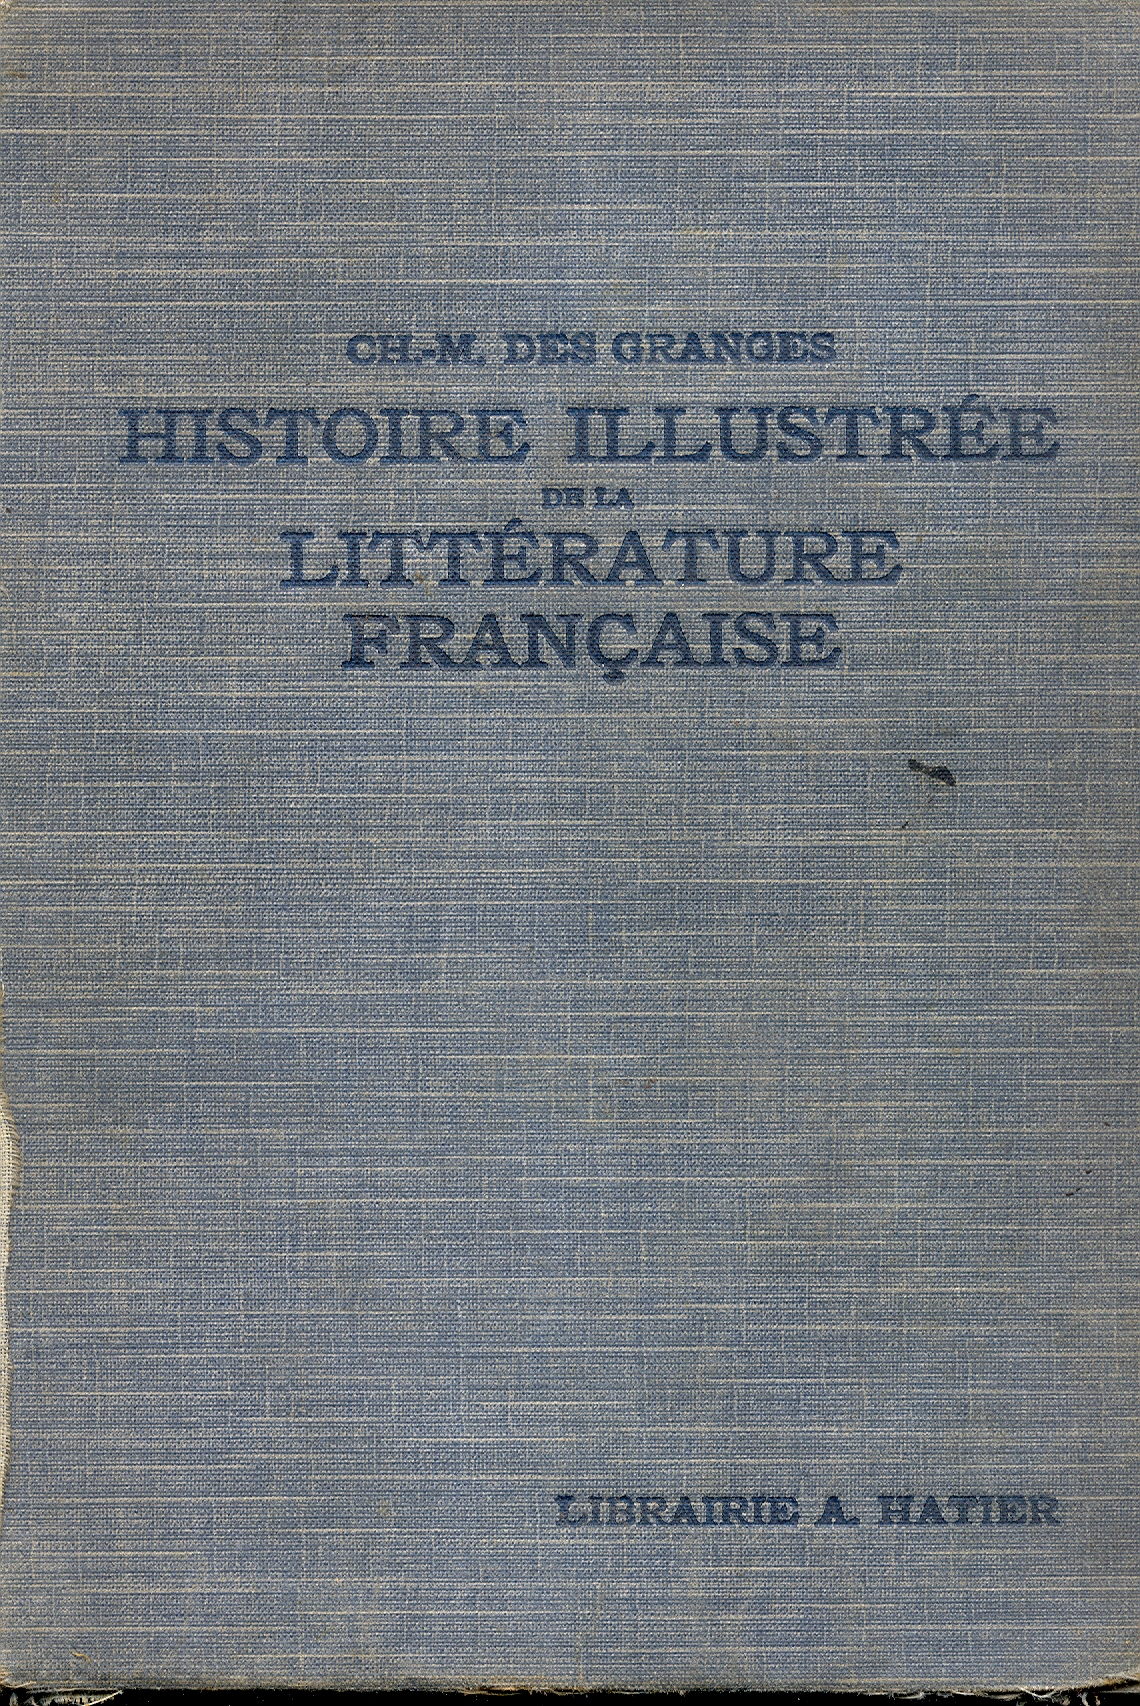 CH.-M. DES GRANGES
HISTOIRE ILLUSTRÉE
DE LA
LITTÉRATURE
FRANÇAISE
LIBRAIRIE A. HATIER